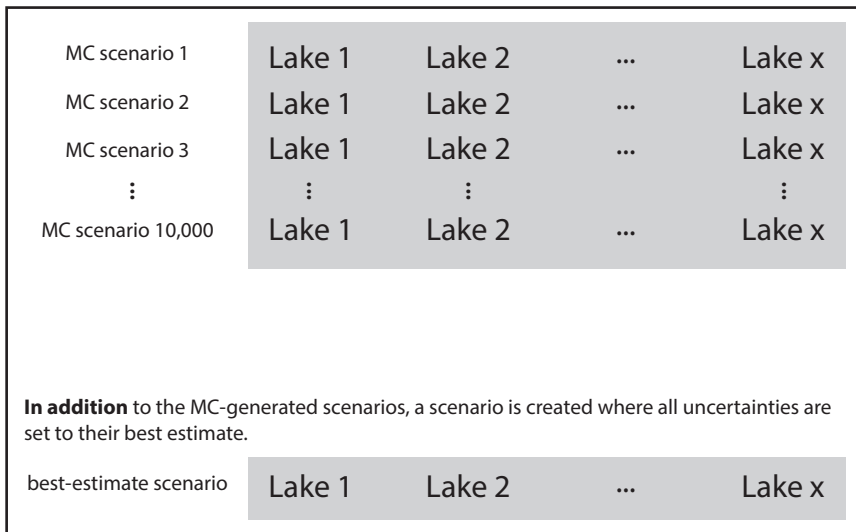 MC scenario 1 Lake 1 Lake 2 ... Lake x
MC scenario 2 Lake 1 Lake 2 ... Lake x
MC scenario 3 Lake 1 Lake 2 ... Lake x
⋮ ⋮ ⋮ ⋮
MC scenario 10,000 Lake 1 Lake 2 ... Lake x
In addition to the MC-generated scenarios, a scenario is created where all uncertainties are
set to their best estimate.
best-estimate scenario Lake 1 Lake 2 ... Lake x